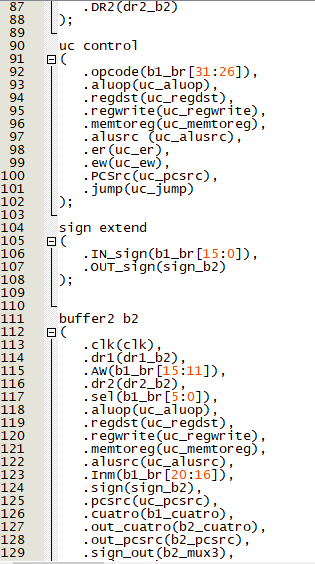 87 .DR2(dr2_b2)
88 );
89
90 uc control
91 (
92 .opcode(b1_br[31:26]),
93 .aluop(uc_aluop),
94 .regdst(uc_regdst),
95 .regwrite(uc_regwrite),
96 .memtoreg(uc_memtoreg),
97 .alusrc (uc_alusrc),
98 .er(uc_er),
99 .ew(uc_ew),
100 .PCSrc(uc_pcsrc),
101 .jump(uc_jump)
102 );
103
104 sign extend
105 (
106 .IN_sign(b1_br[15:0]),
107 .OUT_sign(sign_b2)
108 );
109
110
111 buffer2 b2
112 (
113 .clk(clk),
114 .dr1(dr1_b2),
115 .AW(b1_br[15:11]),
116 .dr2(dr2_b2),
117 .sel(b1_br[5:0]),
118 .aluop(uc_aluop),
119 .regdst(uc_regdst),
120 .regwrite(uc_regwrite),
121 .memtoreg(uc_memtoreg),
122 .alusrc(uc_alusrc),
123 .Inm(b1_br[20:16]),
124 .sign(sign_b2),
125 .pcsrc(uc_pcsrc),
126 .cuatro(b1_cuatro),
127 .out_cuatro(b2_cuatro),
128 .out_pcsrc(b2_pcsrc),
129 .sign_out(b2_mux3),